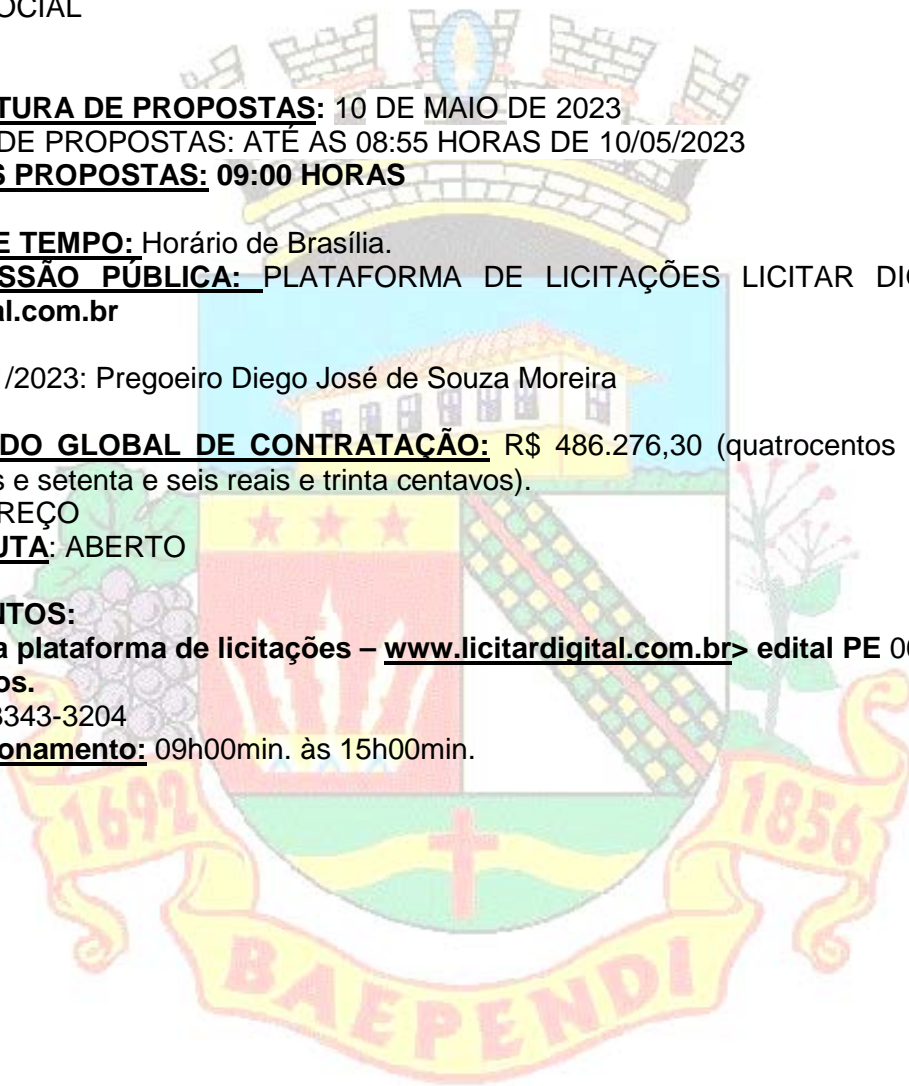 OCIAL
TURA DE PROPOSTAS: 10 DE MAIO DE 2023
DE PROPOSTAS: ATÉ AS 08:55 HORAS DE 10/05/2023
S PROPOSTAS: 09:00 HORAS
E TEMPO: Horário de Brasília.
SSÃO PÚBLICA: PLATAFORMA DE LICITAÇÕES LICITAR DIG
al.com.br
/2023: Pregoeiro Diego José de Souza Moreira
DO GLOBAL DE CONTRATAÇÃO: R$ 486.276,30 (quatrocentos
s e setenta e seis reais e trinta centavos).
REÇO
UTA: ABERTO
NTOS:
a plataforma de licitações – www.licitardigital.com.br> edital PE 00
os.
3343-3204
onamento: 09h00min. às 15h00min.
1692
1856
BAEPENDI